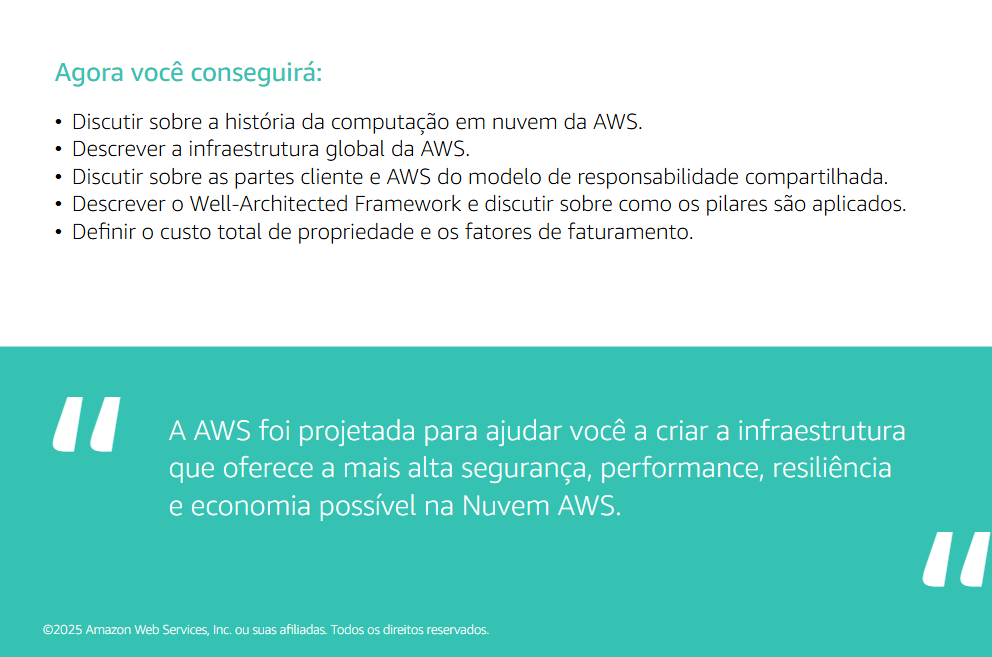 Agora você conseguirá:
• Discutir sobre a história da computação em nuvem da AWS.
• Descrever a infraestrutura global da AWS.
• Discutir sobre as partes cliente e AWS do modelo de responsabilidade compartilhada.
• Descrever o Well-Architected Framework e discutir sobre como os pilares são aplicados.
• Definir o custo total de propriedade e os fatores de faturamento.
“
A AWS foi projetada para ajudar você a criar a infraestrutura
que oferece a mais alta segurança, performance, resiliência
e economia possível na Nuvem AWS.
“
©2025 Amazon Web Services, Inc. ou suas afiliadas. Todos os direitos reservados.